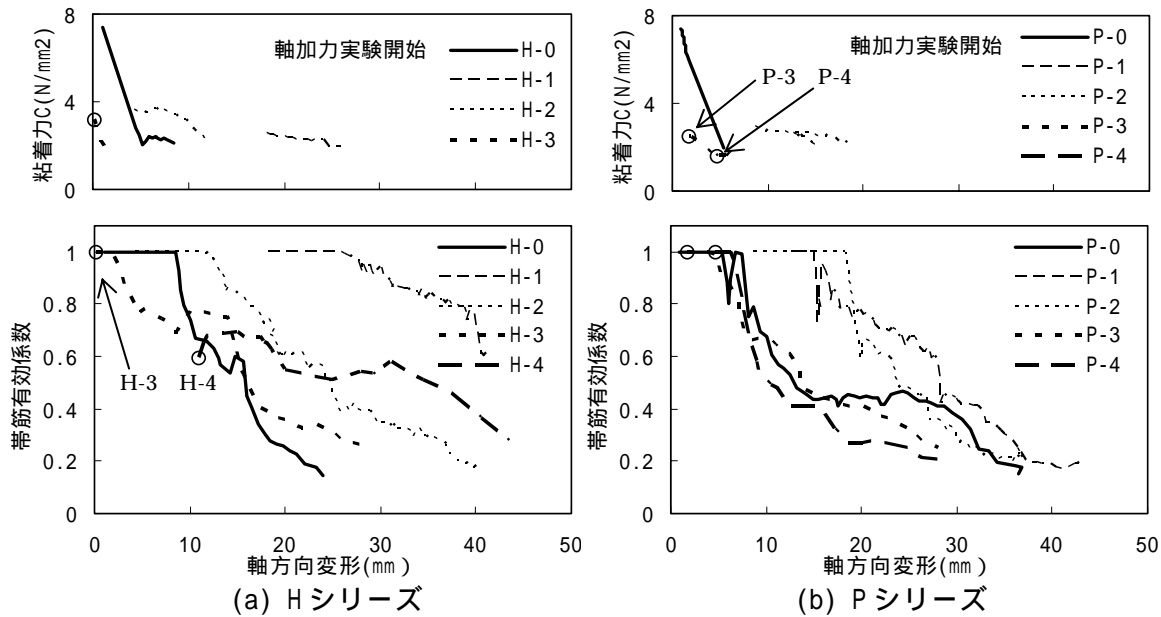 8
4
0
粘着力C(N/mm2)
軸加力実験開始
H-0
H-1
H-2
H-3
1
0.8
0.6
0.4
0.2
0
帯筋有効係数
H-0
H-1
H-2
H-3
H-4
H-3
H-4
0 10 20 30 40 50
軸方向変形(mm)
(a) Hシリーズ
8
4
0
粘着力C(N/mm2)
軸加力実験開始
P-3
P-4
P-0
P-1
P-2
P-3
P-4
1
0.8
0.6
0.4
0.2
0
帯筋有効係数
P-0
P-1
P-2
P-3
P-4
0 10 20 30 40 50
軸方向変形(mm)
(b) Pシリーズ